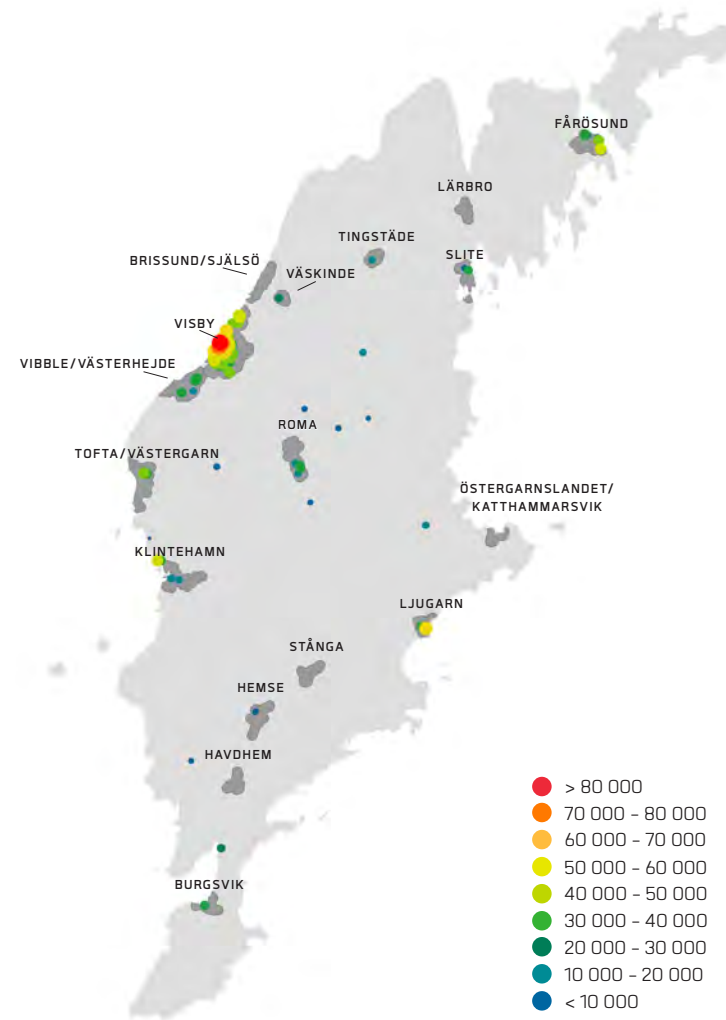 FÅRÖSUND
LÄRBRO
TINGSTÄDE
SLITE
BRISSUND/SJÄLSÖ
VÄSKINDE
VISBY
VIBBLE/VÄSTERHEJDE
ROMA
TOFTA/VÄSTERGARN
ÖSTERGARNSLANDET/
KATTHAMMARSVIK
KLINTEHAMN
LJUGARN
STÅNGA
HEMSE
HAVDHEM
BURGSVIK
> 80 000
70 000 – 80 000
60 000 – 70 000
50 000 – 60 000
40 000 – 50 000
30 000 – 40 000
20 000 – 30 000
10 000 – 20 000
< 10 000